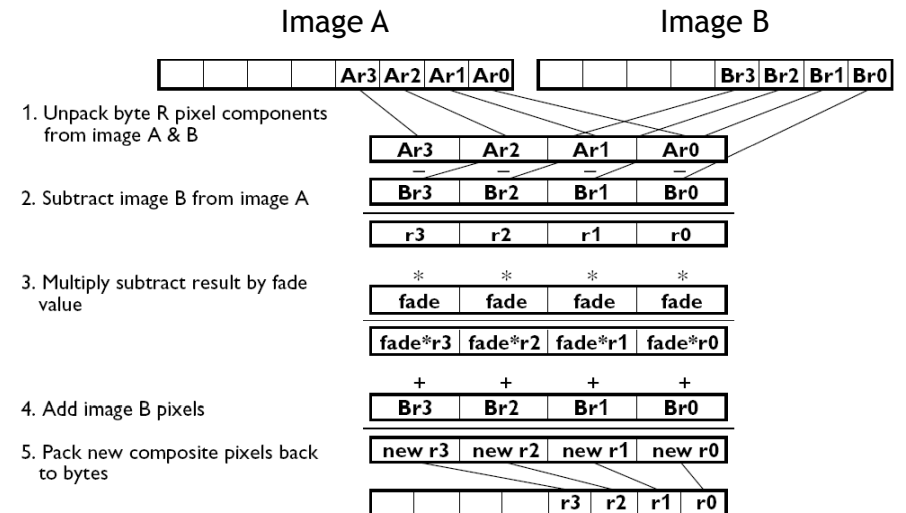 Image A Image B
Ar3 Ar2 Ar1 Ar0 Br3 Br2 Br1 Br0
1. Unpack byte R pixel components
from image A & B
Ar3 Ar2 Ar1 Ar0
– – – –
2. Subtract image B from image A
Br3 Br2 Br1 Br0
r3 r2 r1 r0
3. Multiply subtract result by fade
value
* * * *
fade fade fade fade
fade*r3 fade*r2 fade*r1 fade*r0
+ + + +
4. Add image B pixels
Br3 Br2 Br1 Br0
5. Pack new composite pixels back
to bytes
new r3 new r2 new r1 new r0
r3 r2 r1 r0